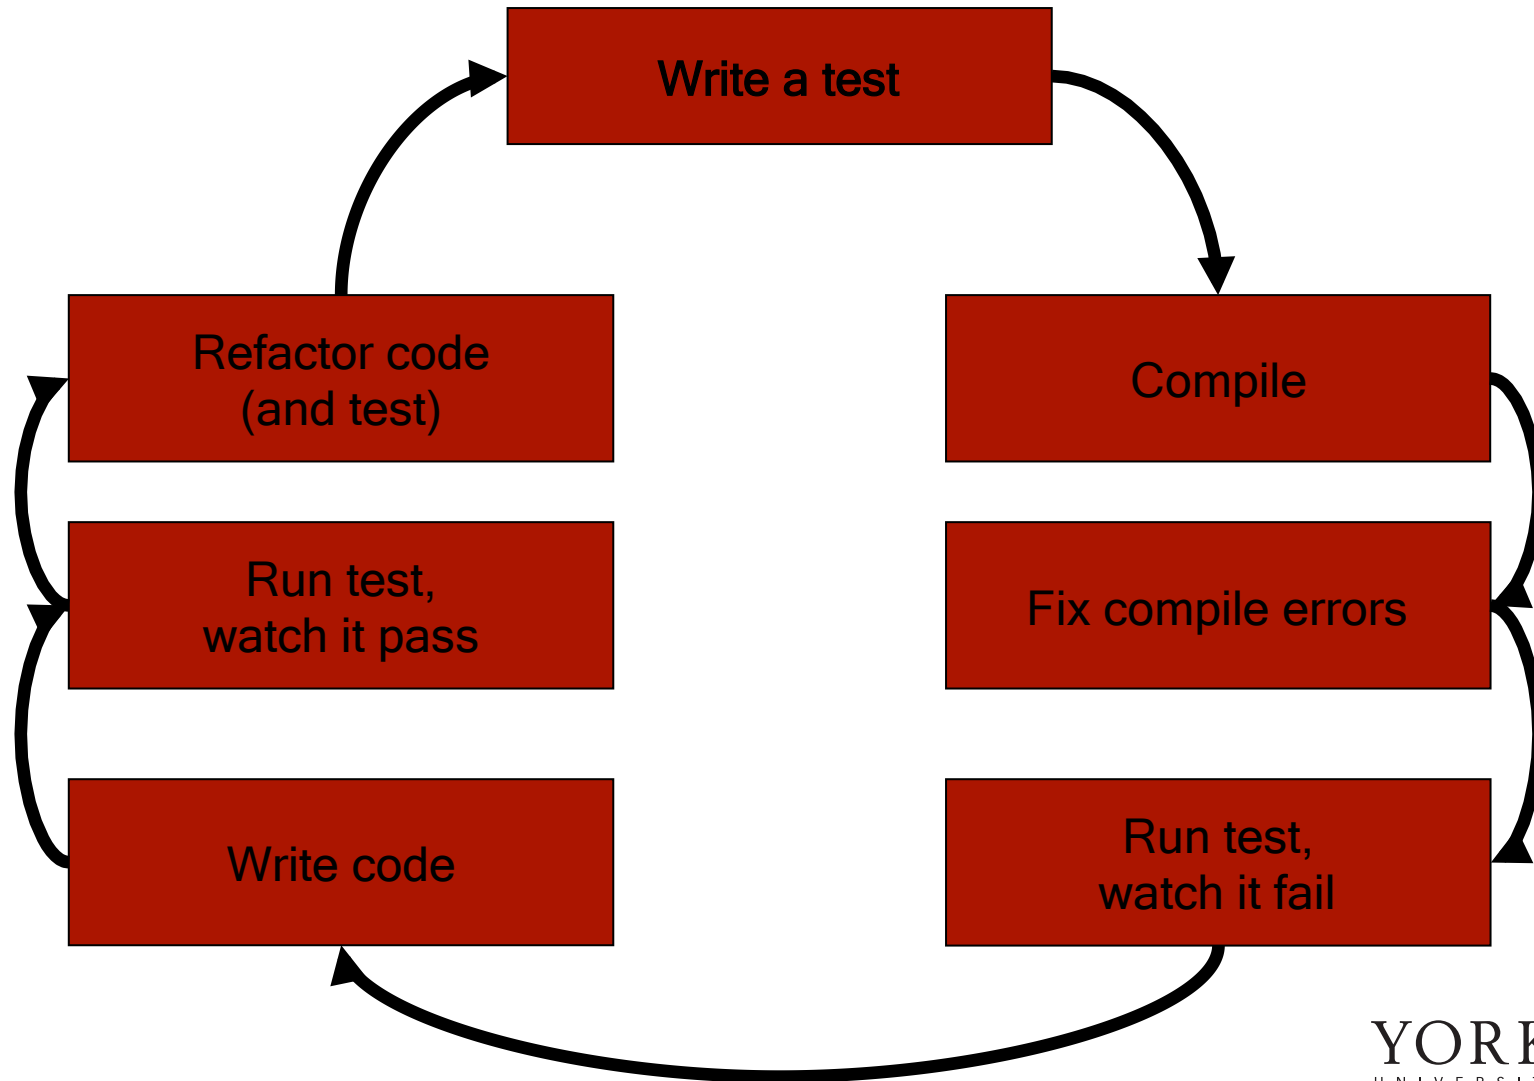 Write a test
Refactor code
(and test)
Compile
Run test,
watch it pass
Fix compile errors
Write code
Run test,
watch it fail
YORK